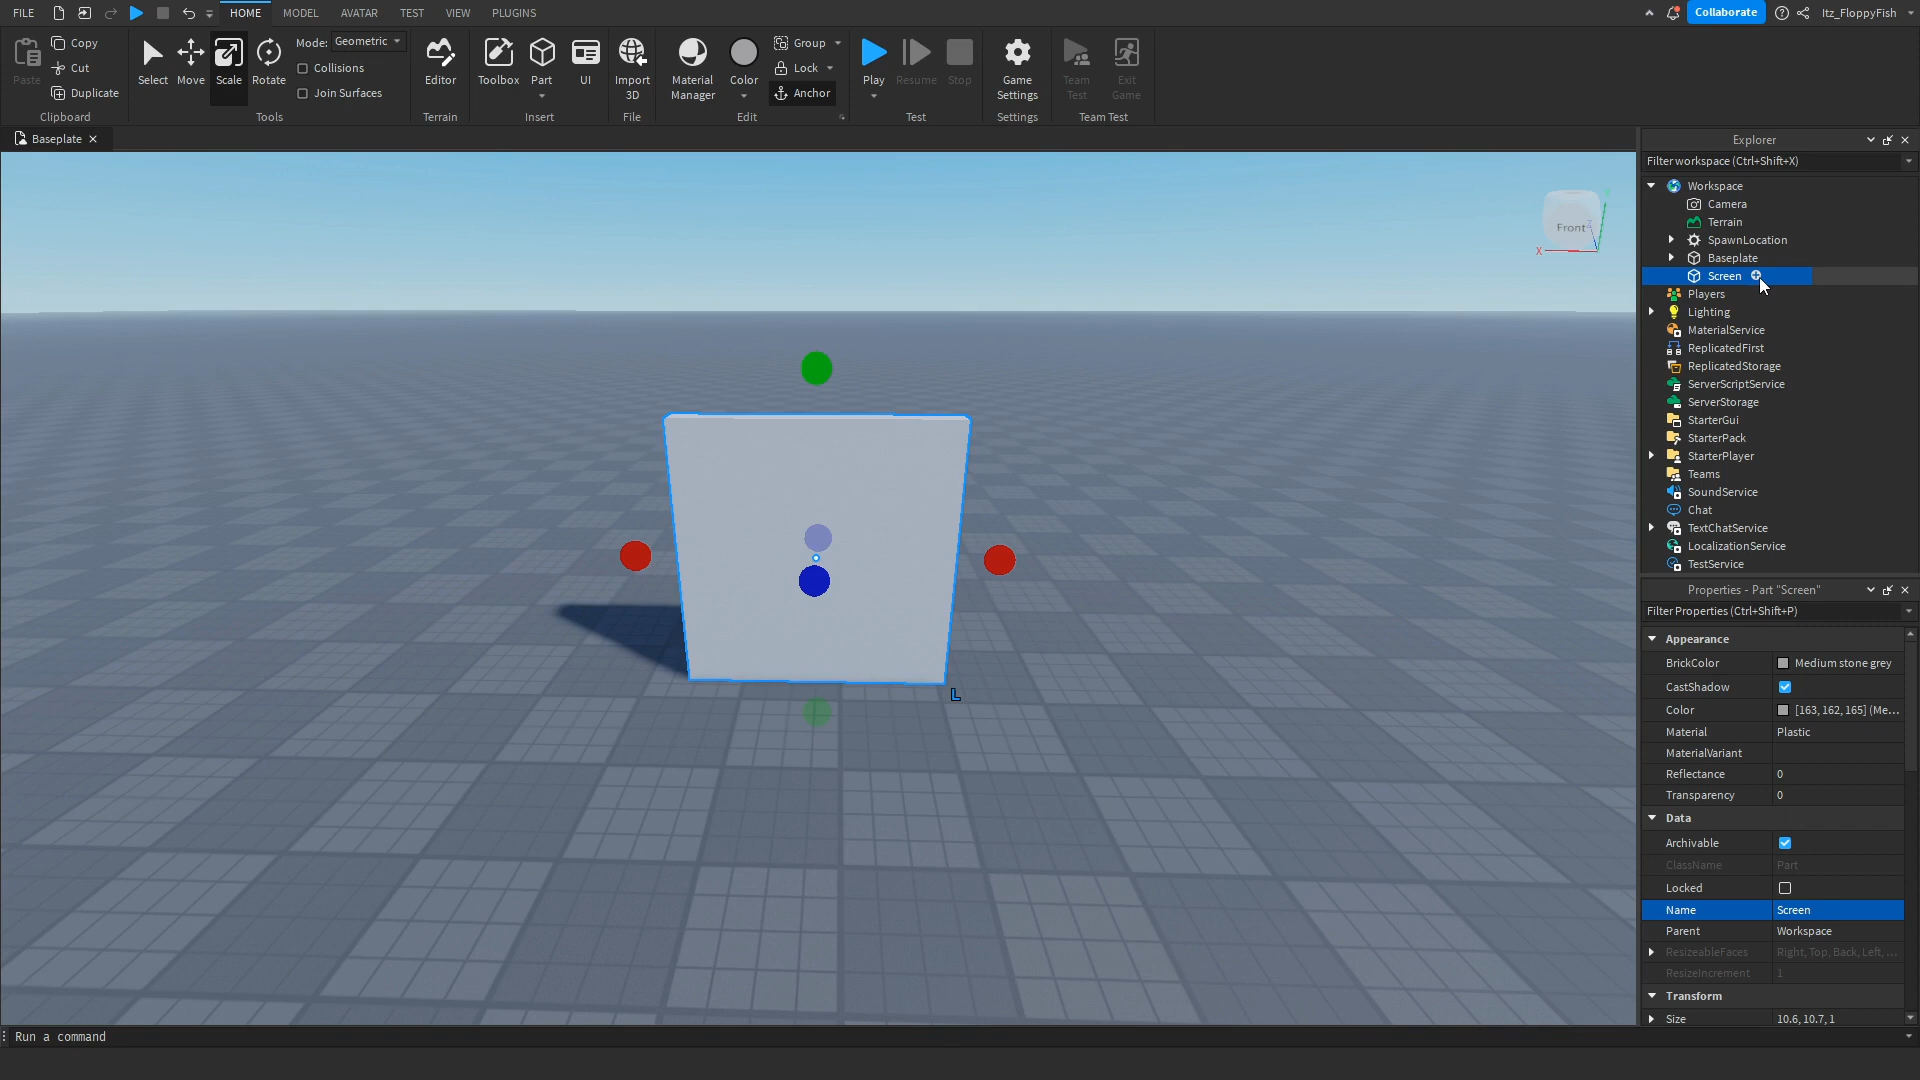 FILE HOME MODEL AVATAR TEST VIEW PLUGINS Collaborate Itz_FloppyFish
Paste Copy Cut Duplicate
Clipboard
Select Move Scale Rotate
Mode: Geometric
Collisions
Join Surfaces
Tools
Editor
Terrain
Toolbox Part UI
Insert
Import 3D
File
Material Manager Color
Group
Lock
Anchor
Edit
Play Resume Stop
Test
Game Settings
Settings
Team Test Exit Game
Team Test
Baseplate
Front
X
Z
L
Explorer
Filter workspace (Ctrl+Shift+X)
Workspace
Camera
Terrain
SpawnLocation
Baseplate
Screen
Players
Lighting
MaterialService
ReplicatedFirst
ReplicatedStorage
ServerScriptService
ServerStorage
StarterGui
StarterPack
StarterPlayer
Teams
SoundService
Chat
TextChatService
LocalizationService
TestService
Properties - Part "Screen"
Filter Properties (Ctrl+Shift+P)
Appearance
BrickColor Medium stone grey
CastShadow
Color [163, 162, 165] (Me...
Material Plastic
MaterialVariant
Reflectance 0
Transparency 0
Data
Archivable
ClassName Part
Locked
Name Screen
Parent Workspace
ResizeableFaces Right, Top, Back, Left, ...
ResizeIncrement 1
Transform
Size 10.6, 10.7, 1
Run a command